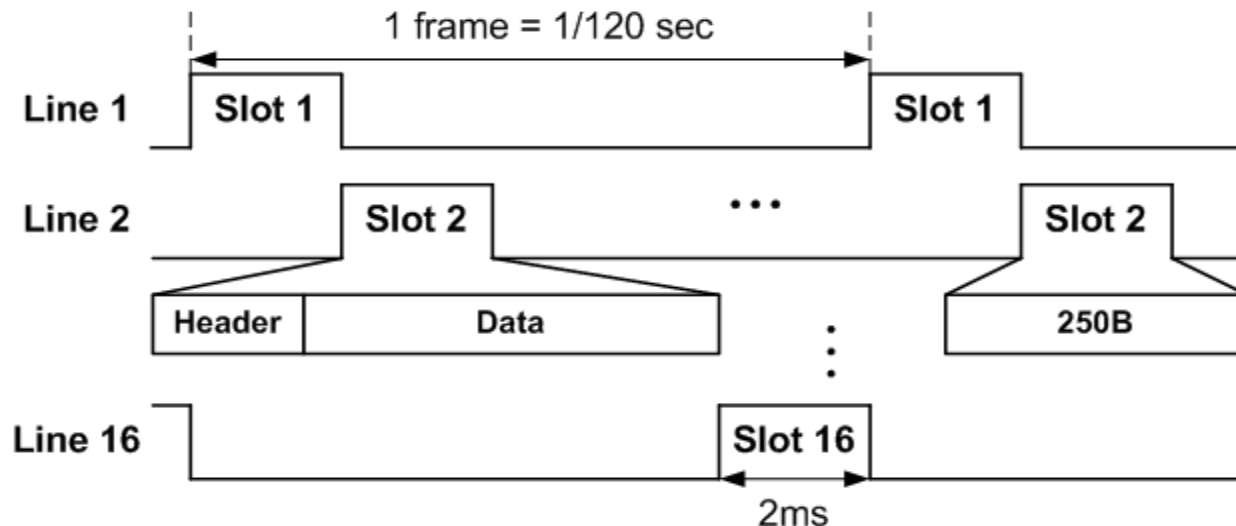 1 frame = 1/120 sec
Line 1
Slot 1
Slot 1
Line 2
Slot 2
...
Slot 2
Header
Data
250B
Line 16
Slot 16
2ms